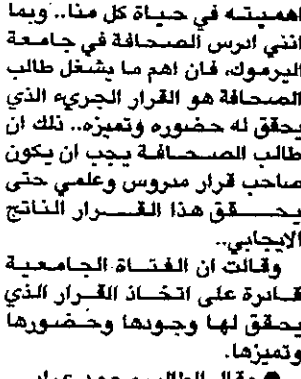 اهميته في حياة كل منا.. وبما
انني ادرس الصحافة في جامعة
اليرموك، فان اهم ما يشغل طالب
الصحافة هو القرار الجريء الذي
يحقق له حضوره وتميزه.. ذلك ان
طالب الصحافة يجب ان يكون
صاحب قرار مدروس وعلمي حتى
يحقق هذا القرار الناتج
الايجابي..
وقالت ان الفتاة الجامعية
قادرة على اتخاذ القرار الذي
يحقق لها وجودها وحضورها
وتميزها.
● وقال الطالب